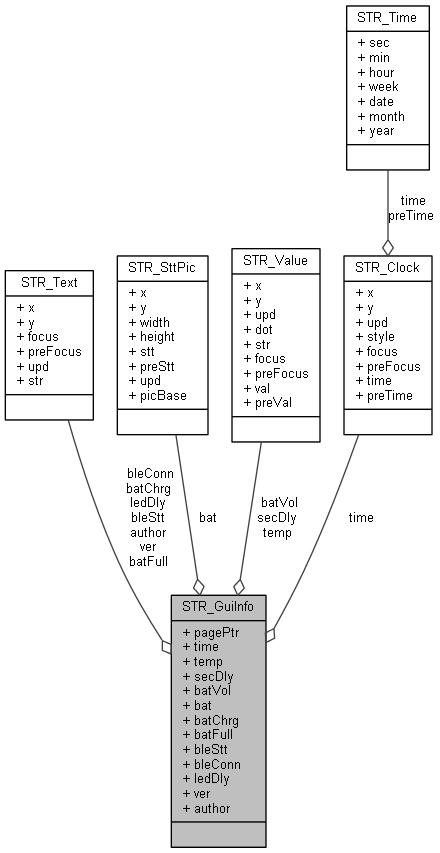 STR_Time
+ sec
+ min
+ hour
+ week
+ date
+ month
+ year
time
preTime
STR_Text
+ x
+ y
+ focus
+ preFocus
+ upd
+ str
STR_SttPic
+ x
+ y
+ width
+ height
+ stt
+ preStt
+ upd
+ picBase
STR_Value
+ x
+ y
+ upd
+ dot
+ str
+ focus
+ preFocus
+ val
+ preVal
STR_Clock
+ x
+ y
+ upd
+ style
+ focus
+ preFocus
+ time
+ preTime
bleConn
batChrg
ledDly
bleStt
author
ver
batFull
bat
batVol
secDly
temp
time
STR_GuiInfo
+ pagePtr
+ time
+ temp
+ secDly
+ batVol
+ bat
+ batChrg
+ batFull
+ bleStt
+ bleConn
+ ledDly
+ ver
+ author